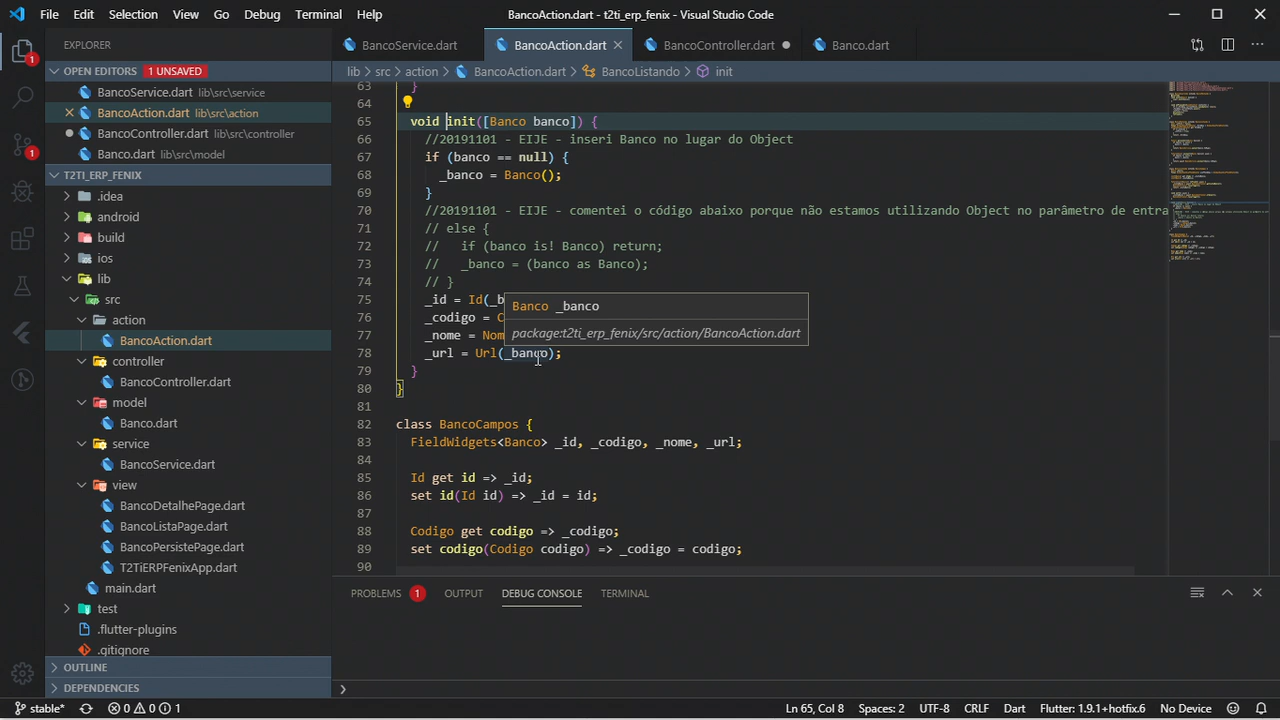 File Edit Selection View Go Debug Terminal Help
BancoAction.dart - t2ti_erp_fenix - Visual Studio Code
EXPLORER
BancoService.dart
BancoAction.dart
BancoController.dart
Banco.dart
OPEN EDITORS 1 UNSAVED
lib > src > action > BancoAction.dart > BancoListando > init
BancoService.dart lib\src\service
BancoAction.dart lib\src\action
BancoController.dart lib\src\controller
Banco.dart lib\src\model
T2TI_ERP_FENIX
.idea
android
build
ios
lib
src
action
BancoAction.dart
controller
BancoController.dart
model
Banco.dart
service
BancoService.dart
view
BancoDetalhePage.dart
BancoListaPage.dart
BancoPersistePage.dart
T2TiERPFenixApp.dart
main.dart
test
.flutter-plugins
.gitignore
OUTLINE
DEPENDENCIES
63 }
64
65 void init([Banco banco]) {
66 //20191101 - EIJE - inseri Banco no lugar do Object
67 if (banco == null) {
68 _banco = Banco();
69 }
70 //20191101 - EIJE - comentei o código abaixo porque não estamos utilizando Object no parâmetro de entra
71 // else {
72 // if (banco is! Banco) return;
73 // _banco = (banco as Banco);
74 // }
75 _id = Id(_b
76 _codigo = C
77 _nome = Nom
78 _url = Url(_banco);
79 }
80 }
81
82 class BancoCampos {
83 FieldWidgets<Banco> _id, _codigo, _nome, _url;
84
85 Id get id => _id;
86 set id(Id id) => _id = id;
87
88 Codigo get codigo => _codigo;
89 set codigo(Codigo codigo) => _codigo = codigo;
90
Banco _banco
package:t2ti_erp_fenix/src/action/BancoAction.dart
PROBLEMS 1 OUTPUT DEBUG CONSOLE TERMINAL
stable* 0 0 1
Ln 65, Col 8 Spaces: 2 UTF-8 CRLF Dart Flutter: 1.9.1+hotfix.6 No Device